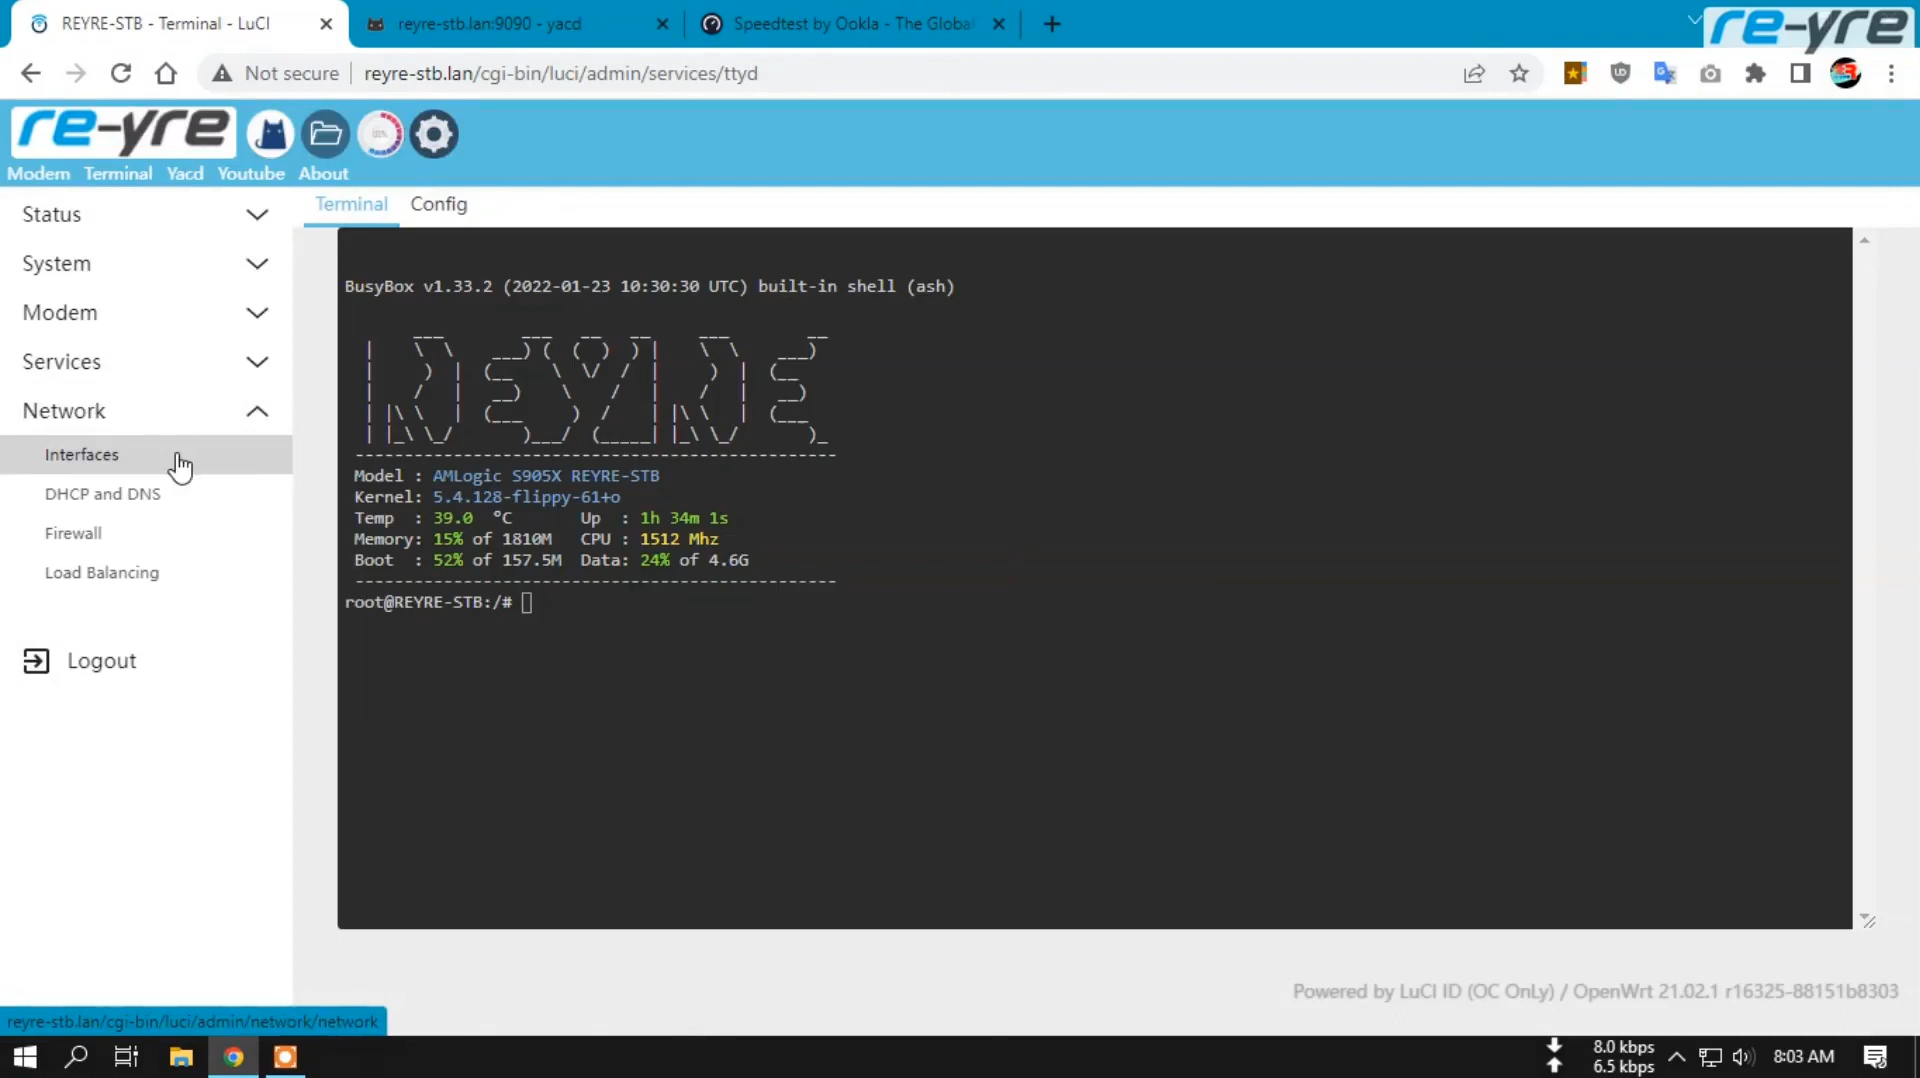 REYRE-STB - Terminal - LuCI
reyre-stb.lan:9090 - yacd
Speedtest by Ookla - The Globa
re-yre
Not secure
reyre-stb.lan/cgi-bin/luci/admin/services/ttyd
re-yre
Modem Terminal Yacd Youtube About
Status
System
Modem
Services
Network
Interfaces
DHCP and DNS
Firewall
Load Balancing
Logout
Terminal Config
BusyBox v1.33.2 (2022-01-23 10:30:30 UTC) built-in shell (ash)
REYRE
Model : AMLogic S905X REYRE-STB
Kernel: 5.4.128-flippy-61+o
Temp : 39.0 °C Up : 1h 34m 1s
Memory: 15% of 1810M CPU : 1512 Mhz
Boot : 52% of 157.5M Data: 24% of 4.6G
root@REYRE-STB:/#
Powered by LuCI ID (OC OnLy) / OpenWrt 21.02.1 r16325-88151b8303
reyre-stb.lan/cgi-bin/luci/admin/network/network
8.0 kbps
6.5 kbps
8:03 AM